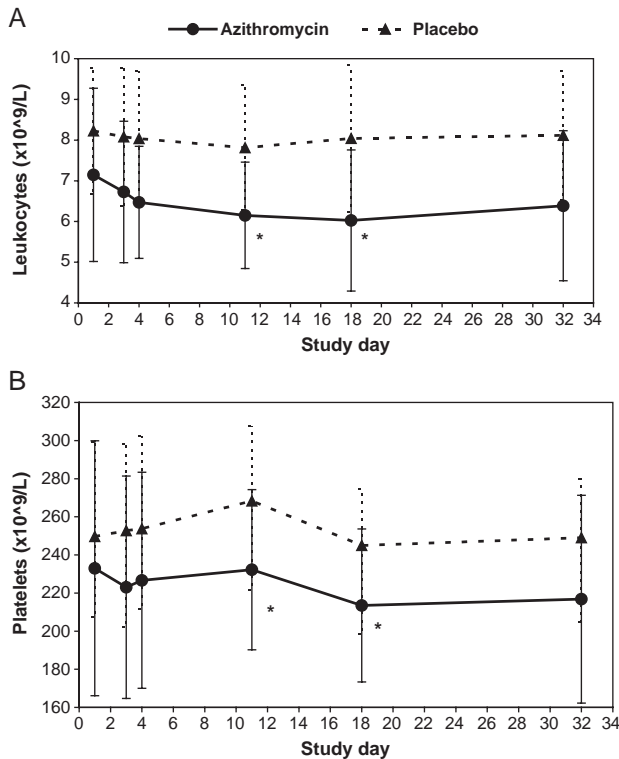 A
Azithromycin Placebo
Leukocytes (x10^9/L)
10
9
8
7
6
5
4
* *
0 2 4 6 8 10 12 14 16 18 20 22 24 26 28 30 32 34
Study day
B
Platelets (x10^9/L)
320
300
280
260
240
220
200
180
160
* *
0 2 4 6 8 10 12 14 16 18 20 22 24 26 28 30 32 34
Study day